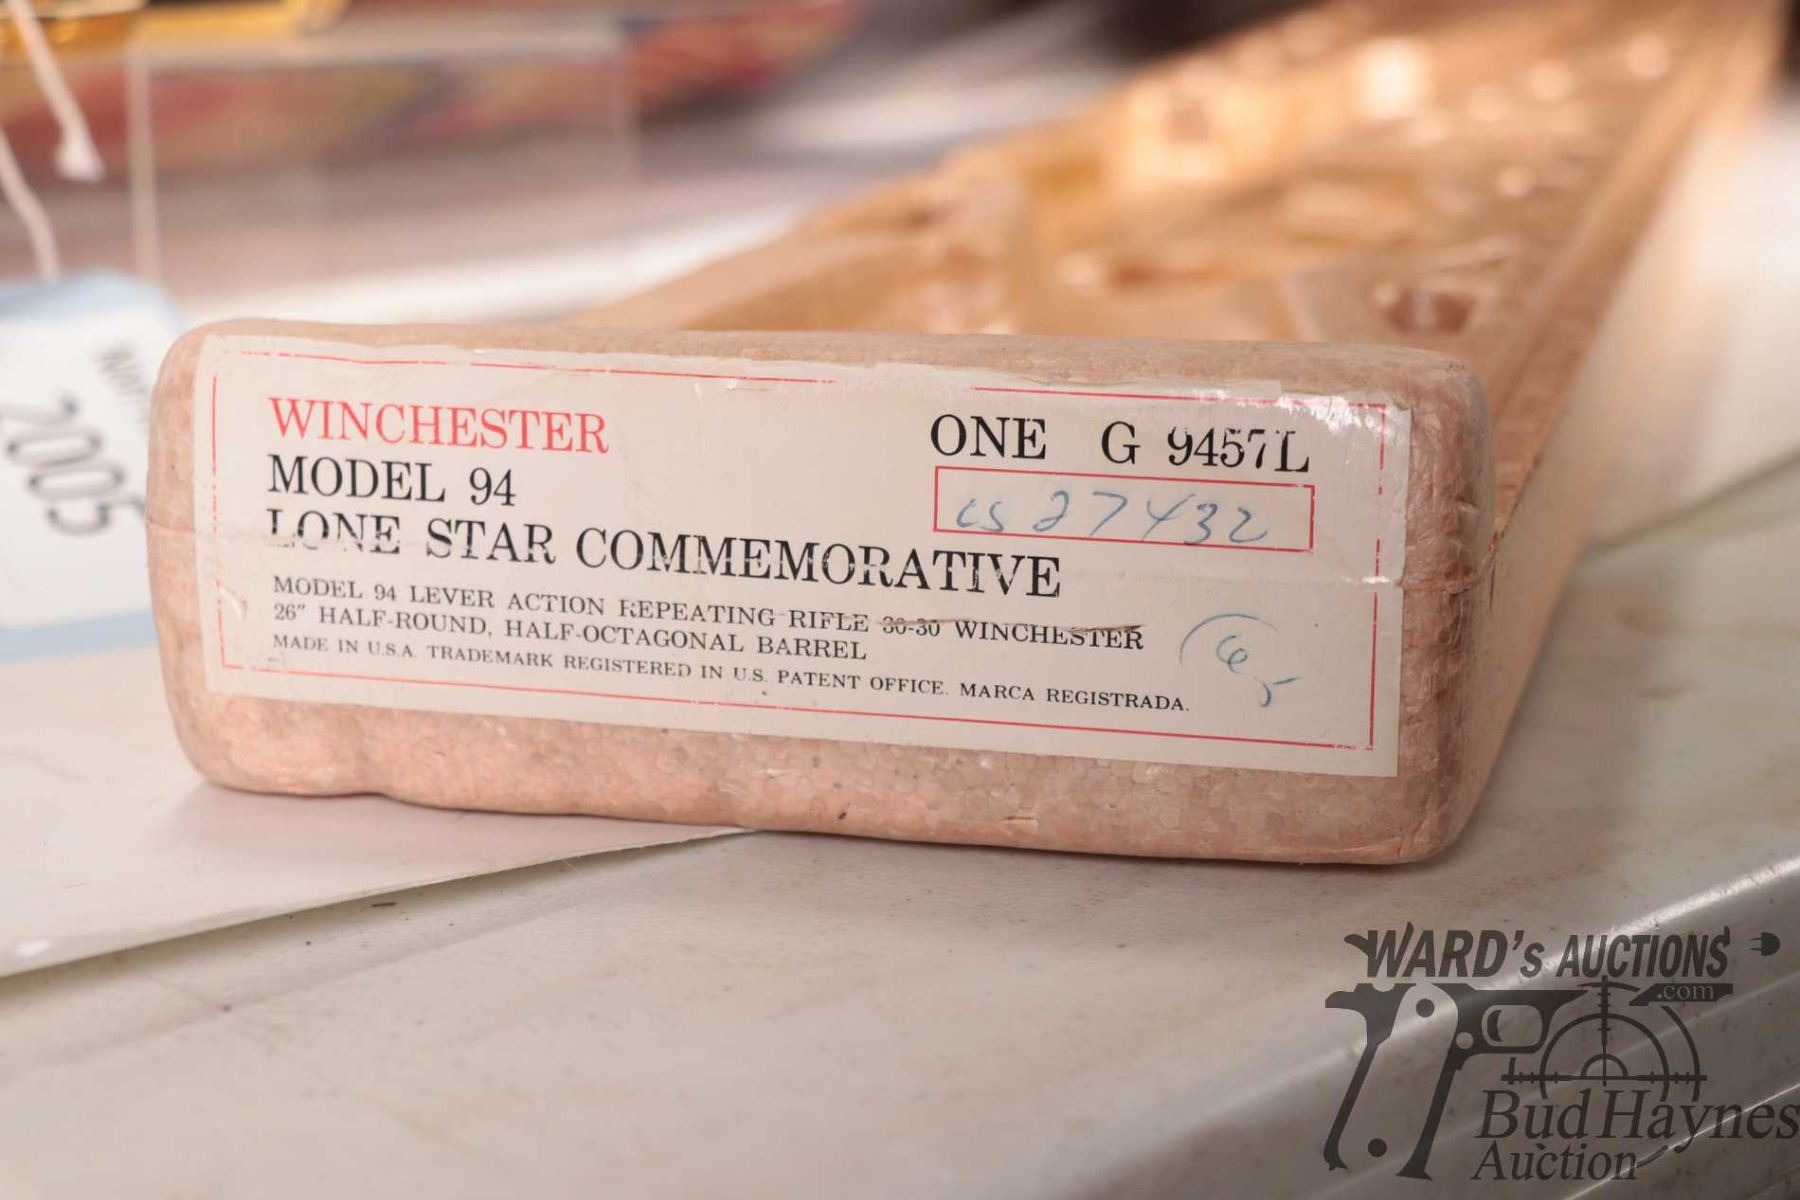 WINCHESTER
MODEL 94
LONE STAR COMMEMORATIVE
ONE G 9457L
LS 27432
MODEL 94 LEVER ACTION REPEATING RIFLE 30-30 WINCHESTER
26" HALF-ROUND, HALF-OCTAGONAL BARREL
MADE IN U.S.A. TRADEMARK REGISTERED IN U.S. PATENT OFFICE. MARCA REGISTRADA.
2005
WARD's AUCTIONS
.com
Bud Haynes
Auction